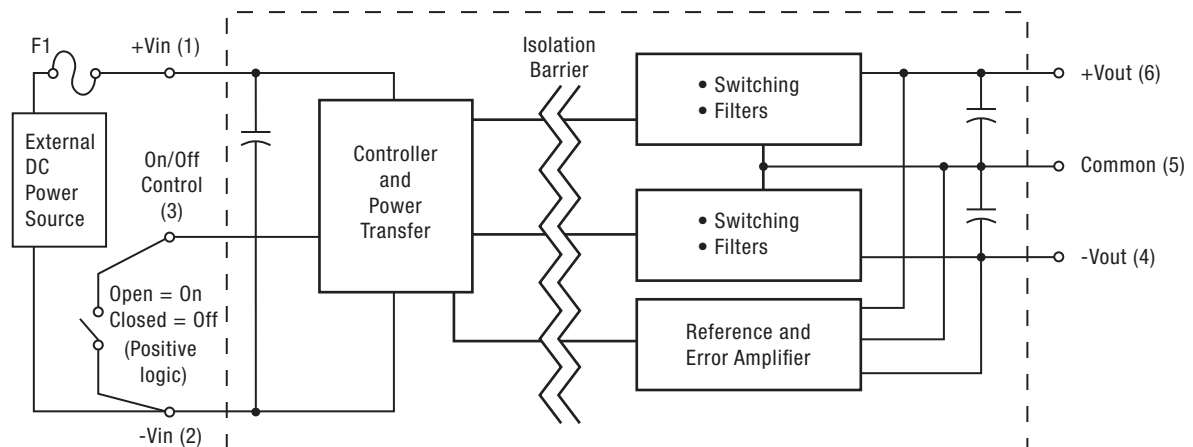 F1
+Vin (1)
External
DC
Power
Source
On/Off
Control
(3)
Open = On
Closed = Off
(Positive
logic)
-Vin (2)
Controller
and
Power
Transfer
Isolation
Barrier
• Switching
• Filters
• Switching
• Filters
Reference and
Error Amplifier
+Vout (6)
Common (5)
-Vout (4)